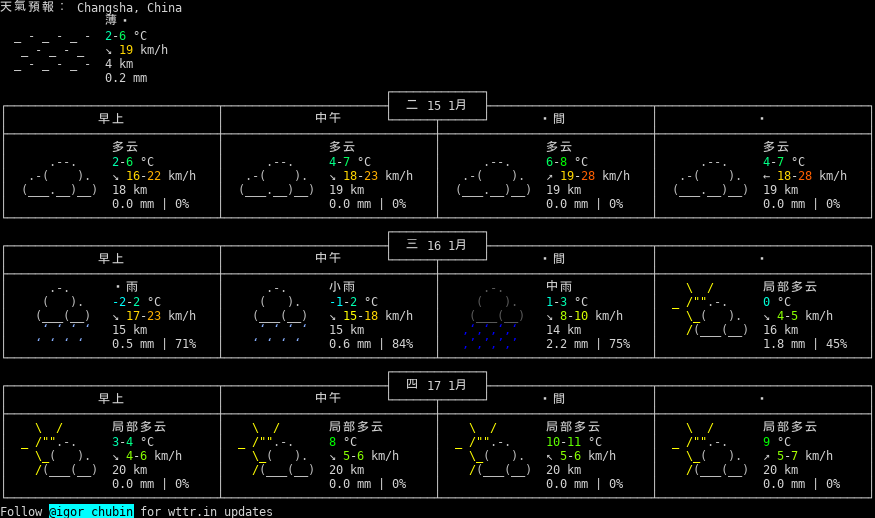 天氣預報： Changsha, China
薄・
2-6 °C
↘ 19 km/h
4 km
0.2 mm
二 15 1月
早上 中午 ・間 ・
多云 多云 多云 多云
2-6 °C 4-7 °C 6-8 °C 4-7 °C
↘ 16-22 km/h ↘ 18-23 km/h ↗ 19-28 km/h ← 18-28 km/h
18 km 19 km 19 km 19 km
0.0 mm | 0% 0.0 mm | 0% 0.0 mm | 0% 0.0 mm | 0%
三 16 1月
早上 中午 ・間 ・
・雨 小雨 中雨 局部多云
-2-2 °C -1-2 °C 1-3 °C 0 °C
↘ 17-23 km/h ↘ 15-18 km/h ↘ 8-10 km/h ↘ 4-5 km/h
15 km 15 km 14 km 16 km
0.5 mm | 71% 0.6 mm | 84% 2.2 mm | 75% 1.8 mm | 45%
四 17 1月
早上 中午 ・間 ・
局部多云 局部多云 局部多云 局部多云
3-4 °C 8 °C 10-11 °C 9 °C
↘ 4-6 km/h ↘ 5-6 km/h ↖ 5-6 km/h ↗ 5-7 km/h
20 km 20 km 20 km 20 km
0.0 mm | 0% 0.0 mm | 0% 0.0 mm | 0% 0.0 mm | 0%
Follow @igor_chubin for wttr.in updates